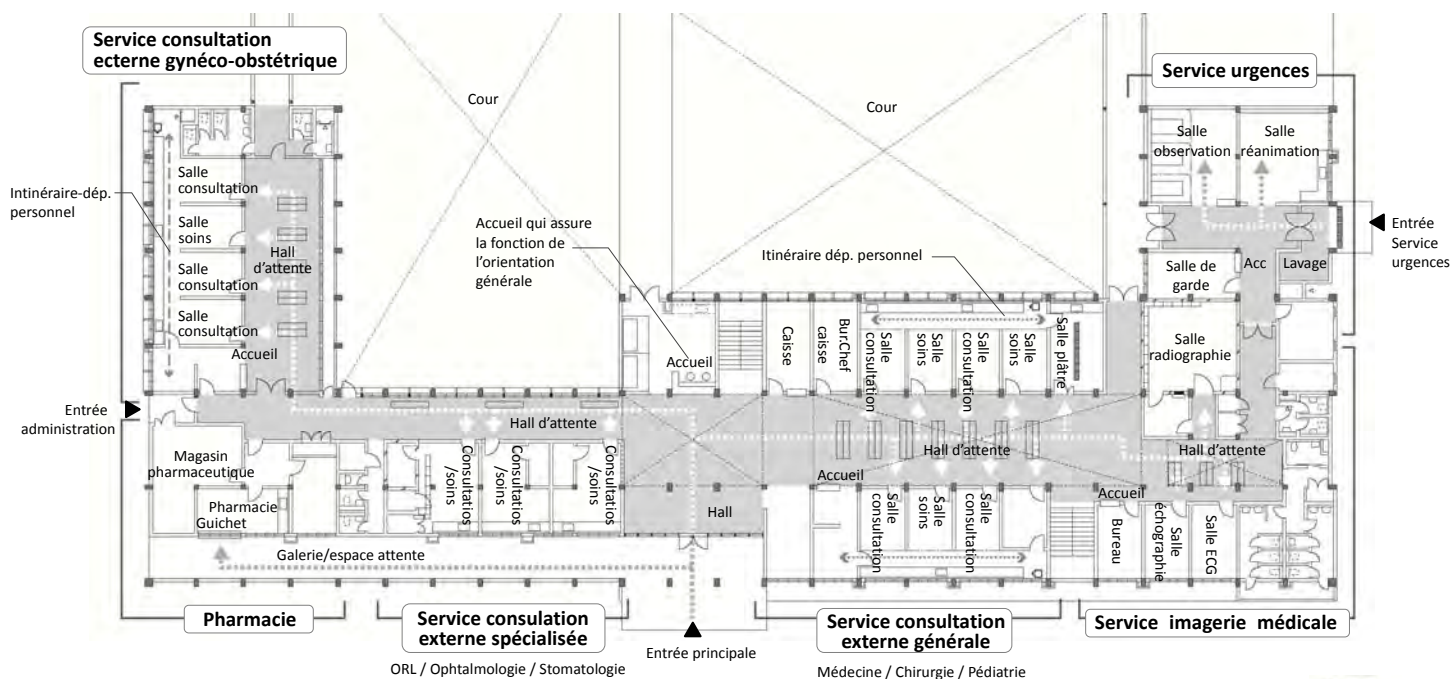 Service consultation
ecterne gynéco-obstétrique
Service urgences
Cour
Cour
Salle
observation
Salle
réanimation
Salle
consultation
Intinéraire-dép.
personnel
Salle
soins
Hall
d'attente
Salle
consultation
Salle
consultation
Accueil
Accueil qui assure
la fonction de
l'orientation
générale
Itinéraire dép. personnel
Entrée
Service
urgences
Salle de
garde
Acc
Lavage
Salle
radiographie
Accueil
Caisse
Bur.Chef
caisse
Salle
consultation
Salle
soins
Salle
consultation
Salle
soins
Salle plâtre
Entrée
administration
Hall d'attente
Hall d'attente
Hall d'attente
Magasin
pharmaceutique
Consultatios
/soins
Consultatios
/soins
Consultatios
/soins
Accueil
Accueil
Pharmacie
Guichet
Hall
Salle
consultation
Salle
soins
Salle
consultation
Bureau
Salle
échographie
Salle ECG
Galerie/espace attente
Pharmacie
Service consulation
externe spécialisée
Entrée principale
Service consultation
externe générale
Service imagerie médicale
ORL / Ophtalmologie / Stomatologie
Médecine / Chirurgie / Pédiatrie